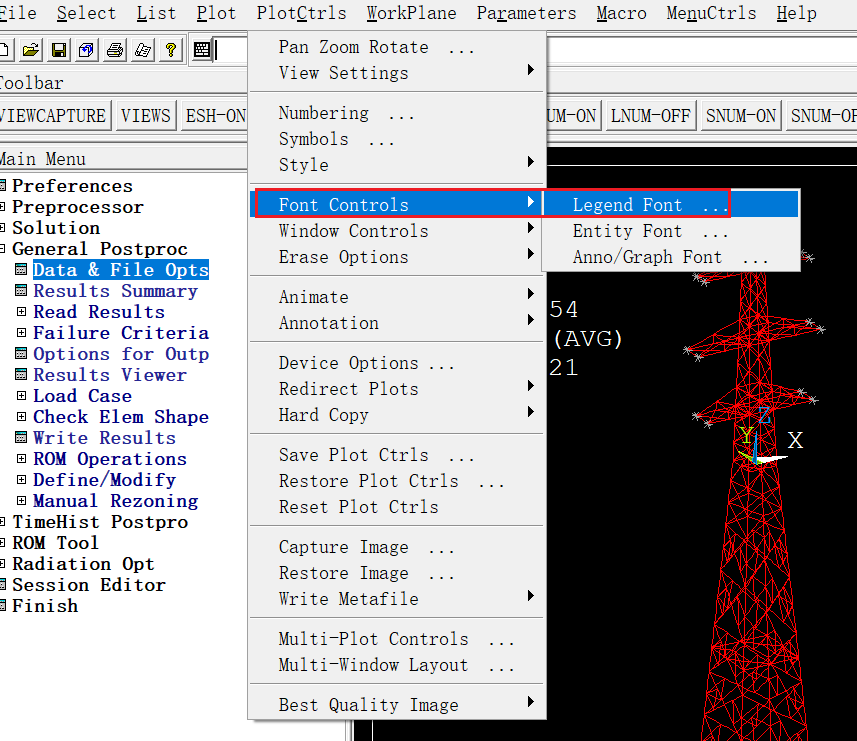 File Select List Plot PlotCtrls WorkPlane Parameters Macro MenuCtrls Help
Toolbar
VIEWCAPTURE VIEWS ESH-ON UM-ON LNUM-OFF SNUM-ON SNUM-OF
Main Menu
Preferences
Preprocessor
Solution
General Postproc
Data & File Opts
Results Summary
Read Results
Failure Criteria
Options for Outp
Results Viewer
Load Case
Check Elem Shape
Write Results
ROM Operations
Define/Modify
Manual Rezoning
TimeHist Postpro
ROM Tool
Radiation Opt
Session Editor
Finish
Pan Zoom Rotate ...
View Settings
Numbering ...
Symbols ...
Style
Font Controls
Window Controls
Erase Options
Animate
Annotation
Device Options ...
Redirect Plots
Hard Copy
Save Plot Ctrls ...
Restore Plot Ctrls ...
Reset Plot Ctrls
Capture Image ...
Restore Image ...
Write Metafile
Multi-Plot Controls ...
Multi-Window Layout ...
Best Quality Image
Legend Font ...
Entity Font ...
Anno/Graph Font ...
54
(AVG)
21
Z
Y
X